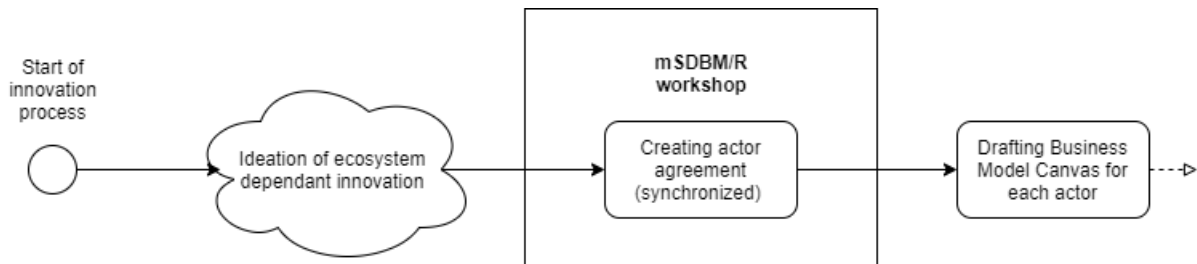 Start of
innovation
process
Ideation of ecosystem
dependant innovation
mSDBM/R
workshop
Creating actor
agreement
(synchronized)
Drafting Business
Model Canvas for
each actor